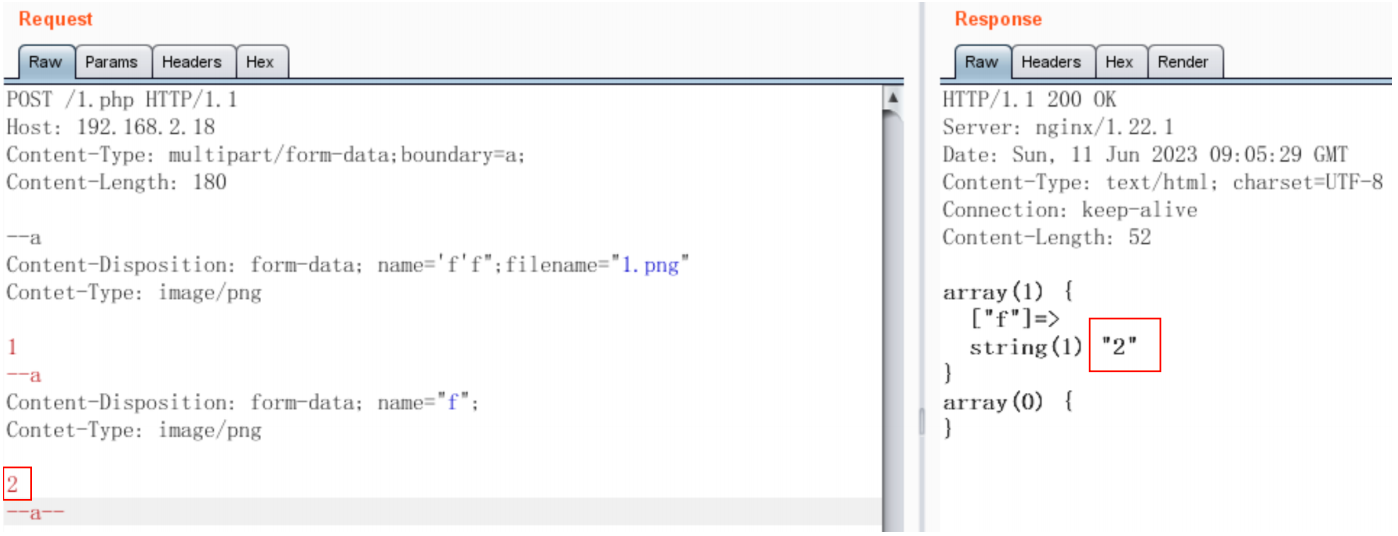 Request
Raw Params Headers Hex
POST /1.php HTTP/1.1
Host: 192.168.2.18
Content-Type: multipart/form-data;boundary=a;
Content-Length: 180
--a
Content-Disposition: form-data; name='f'f";filename="1.png"
Contet-Type: image/png
1
--a
Content-Disposition: form-data; name="f";
Contet-Type: image/png
2
--a--
Response
Raw Headers Hex Render
HTTP/1.1 200 OK
Server: nginx/1.22.1
Date: Sun, 11 Jun 2023 09:05:29 GMT
Content-Type: text/html; charset=UTF-8
Connection: keep-alive
Content-Length: 52
array(1) {
["f"]=>
string(1) "2"
}
array(0) {
}